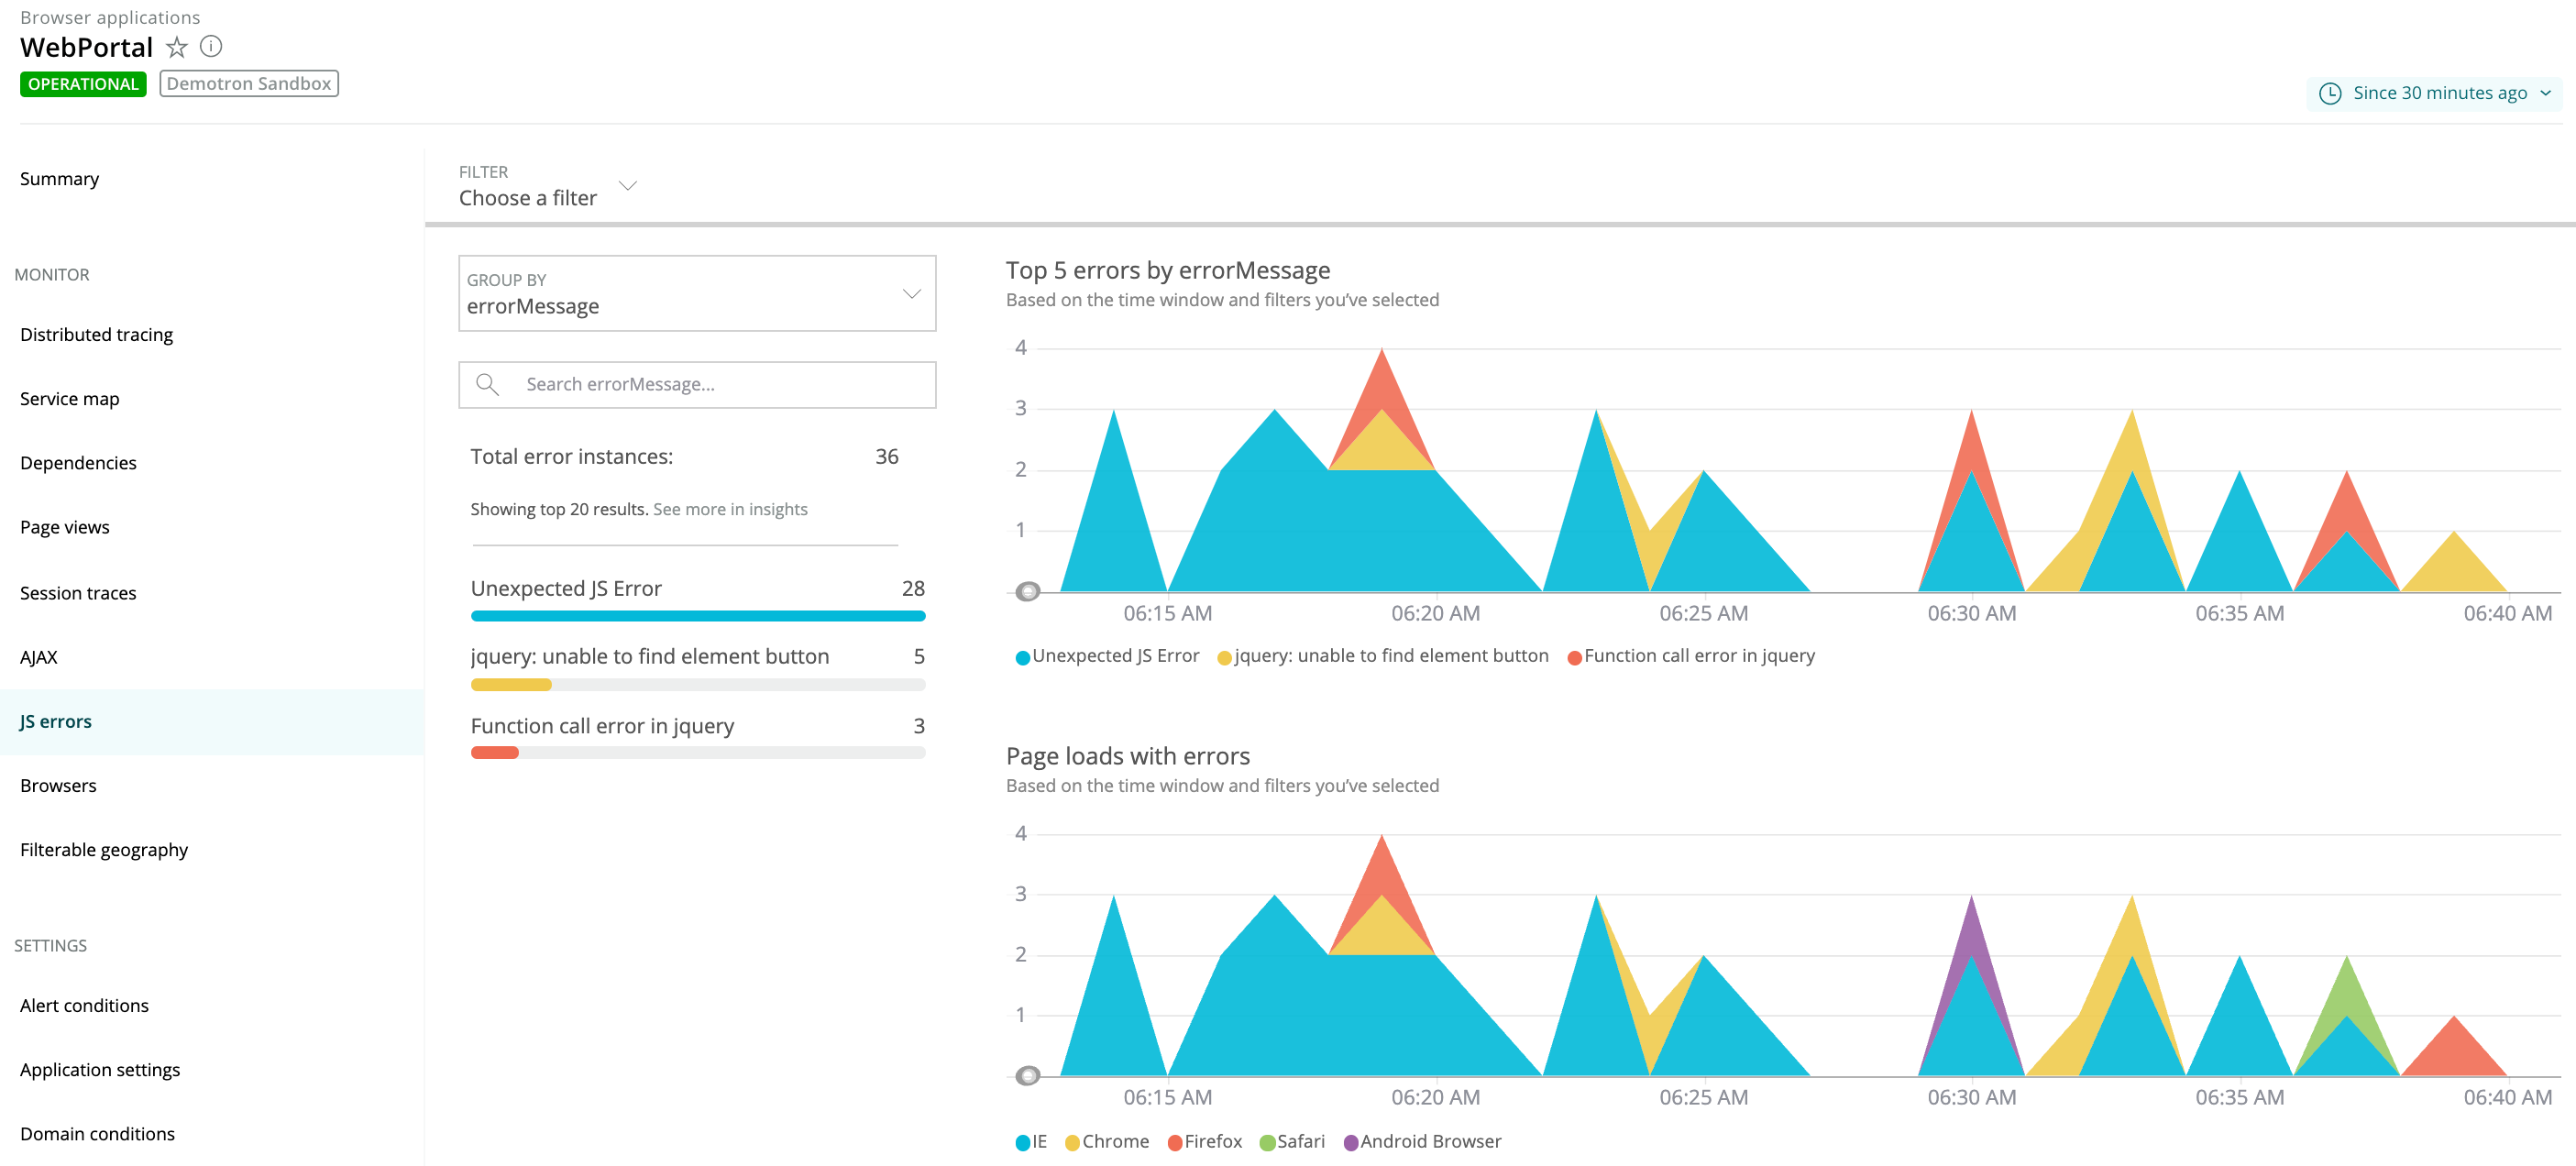 Browser applications
WebPortal
OPERATIONAL Demotron Sandbox
Since 30 minutes ago
Summary
MONITOR
Distributed tracing
Service map
Dependencies
Page views
Session traces
AJAX
JS errors
Browsers
Filterable geography
SETTINGS
Alert conditions
Application settings
Domain conditions
FILTER
Choose a filter
GROUP BY
errorMessage
Search errorMessage...
Total error instances: 36
Showing top 20 results. See more in insights
Unexpected JS Error 28
jquery: unable to find element button 5
Function call error in jquery 3
Top 5 errors by errorMessage
Based on the time window and filters you’ve selected
4
3
2
1
06:15 AM 06:20 AM 06:25 AM 06:30 AM 06:35 AM 06:40 AM
Unexpected JS Error jquery: unable to find element button Function call error in jquery
Page loads with errors
Based on the time window and filters you’ve selected
4
3
2
1
06:15 AM 06:20 AM 06:25 AM 06:30 AM 06:35 AM 06:40 AM
IE Chrome Firefox Safari Android Browser